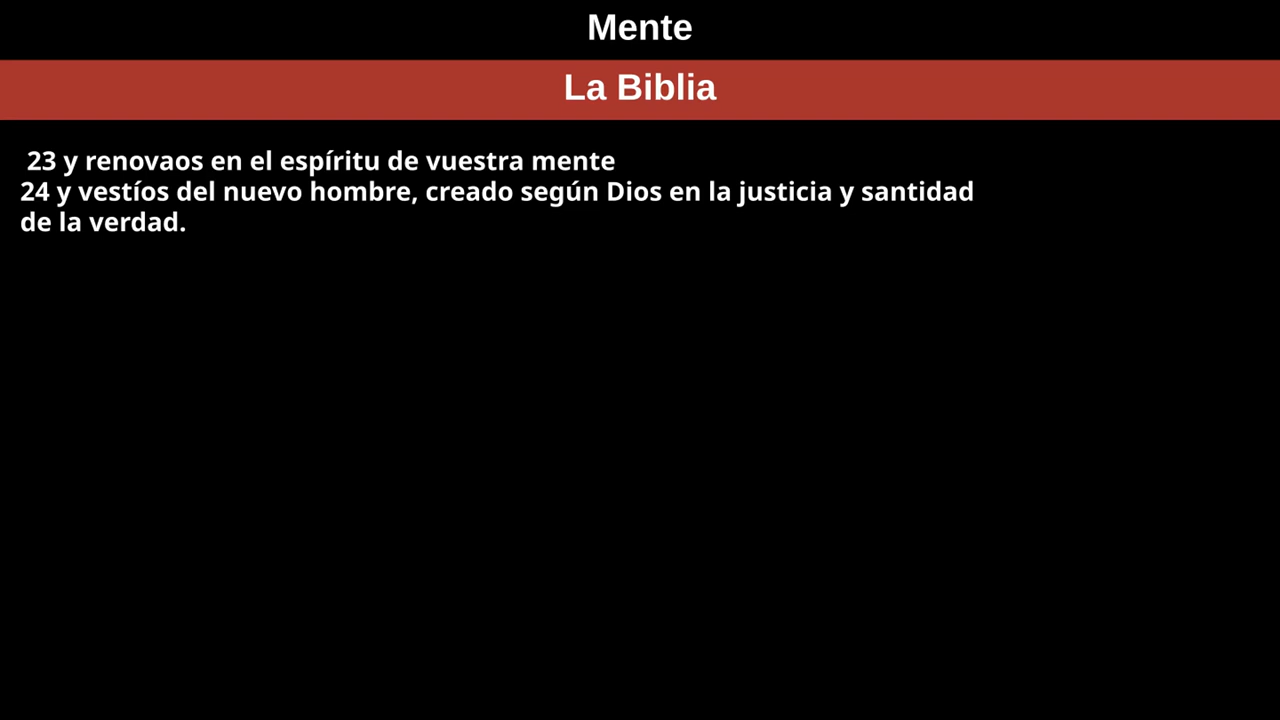 Mente
La Biblia
23 y renovaos en el espíritu de vuestra mente
24 y vestíos del nuevo hombre, creado según Dios en la justicia y santidad
de la verdad.